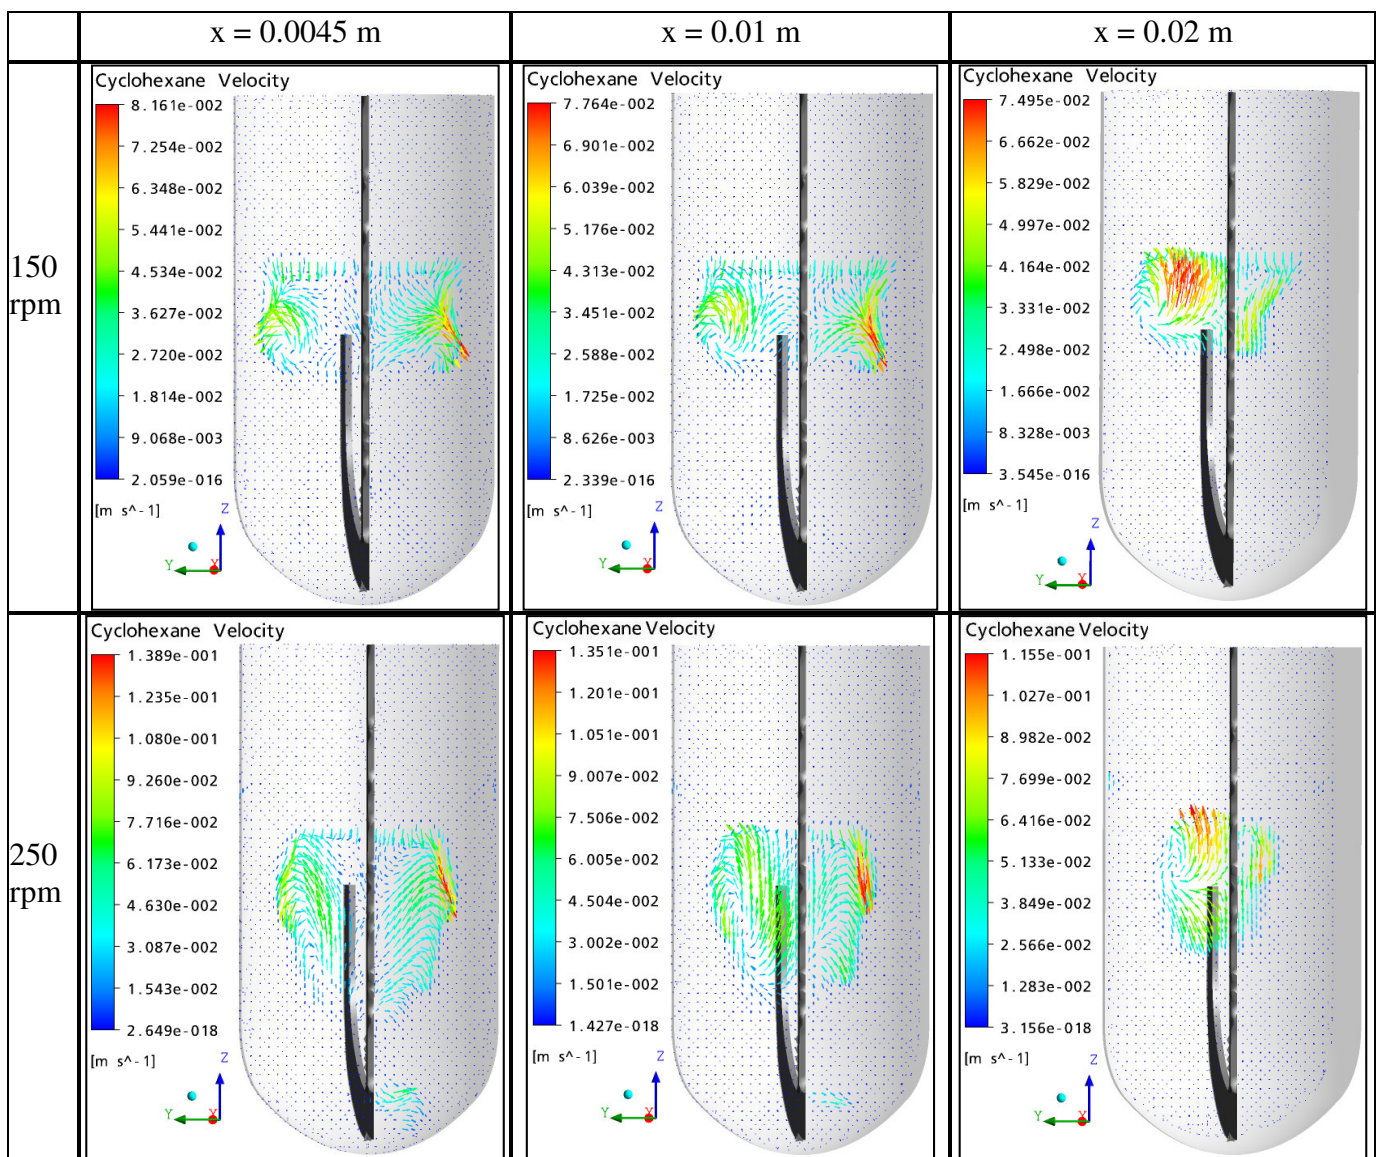 x = 0.0045 m
x = 0.01 m
x = 0.02 m
150
rpm
Cyclohexane Velocity
8.161e-002
7.254e-002
6.348e-002
5.441e-002
4.534e-002
3.627e-002
2.720e-002
1.814e-002
9.068e-003
2.059e-016
[m s^-1]
Z
Y
X
Cyclohexane Velocity
7.764e-002
6.901e-002
6.039e-002
5.176e-002
4.313e-002
3.451e-002
2.588e-002
1.725e-002
8.626e-003
2.339e-016
[m s^-1]
Z
Y
X
Cyclohexane Velocity
7.495e-002
6.662e-002
5.829e-002
4.997e-002
4.164e-002
3.331e-002
2.498e-002
1.666e-002
8.328e-003
3.545e-016
[m s^-1]
Z
Y
X
250
rpm
Cyclohexane Velocity
1.389e-001
1.235e-001
1.080e-001
9.260e-002
7.716e-002
6.173e-002
4.630e-002
3.087e-002
1.543e-002
2.649e-018
[m s^-1]
Z
Y
X
Cyclohexane Velocity
1.351e-001
1.201e-001
1.051e-001
9.007e-002
7.506e-002
6.005e-002
4.504e-002
3.002e-002
1.501e-002
1.427e-018
[m s^-1]
Z
Y
X
Cyclohexane Velocity
1.155e-001
1.027e-001
8.982e-002
7.699e-002
6.416e-002
5.133e-002
3.849e-002
2.566e-002
1.283e-002
3.156e-018
[m s^-1]
Z
Y
X